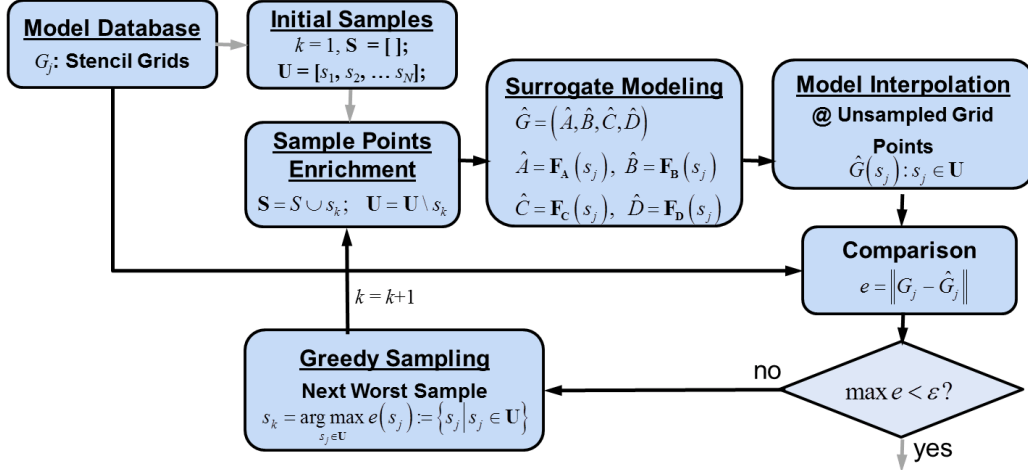 Model Database
G_j: Stencil Grids
Initial Samples
k = 1, S = [ ];
U = [s_1, s_2, … s_N];
Sample Points
Enrichment
S = S ∪ s_k; U = U \ s_k
Surrogate Modeling
Ĝ = (Â, B̂, Ĉ, D̂)
Â = F_A(s_j), B̂ = F_B(s_j)
Ĉ = F_C(s_j), D̂ = F_D(s_j)
Model Interpolation
@ Unsampled Grid
Points
Ĝ(s_j) : s_j ∈ U
Comparison
e = ‖G_j − Ĝ_j‖
max e < ε?
no
yes
Greedy Sampling
Next Worst Sample
s_k = arg max e(s_j) := {s_j | s_j ∈ U}
s_j∈U
k = k+1